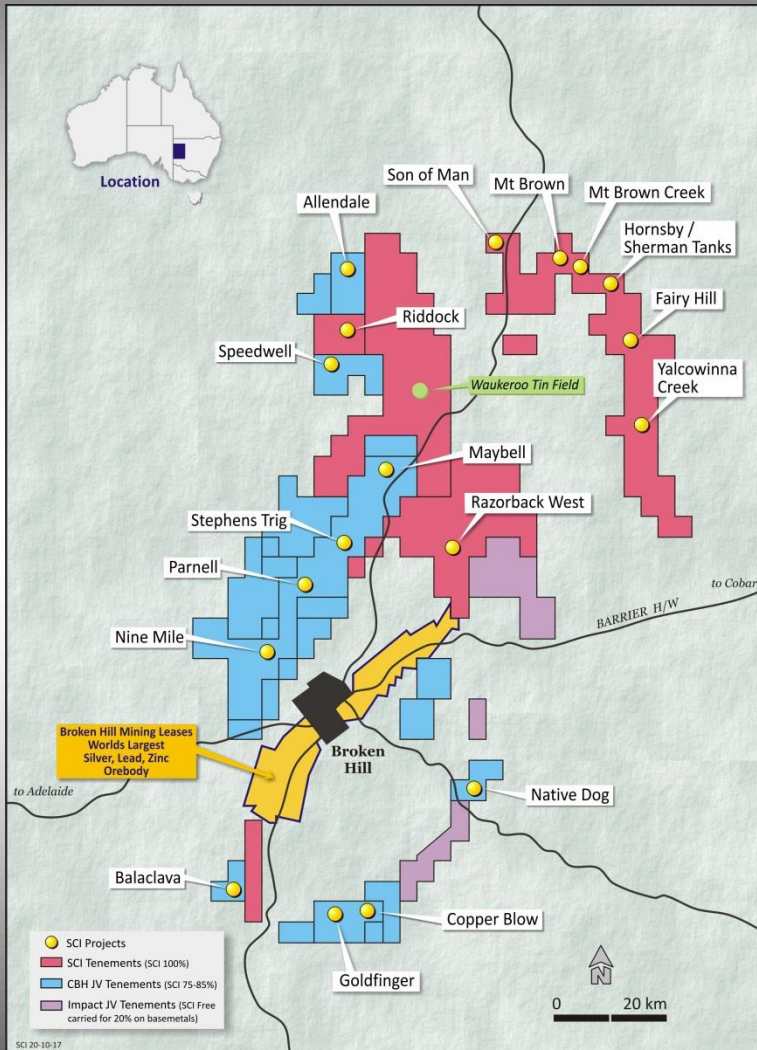 Location
Son of Man
Mt Brown
Mt Brown Creek
Hornsby /
Sherman Tanks
Allendale
Fairy Hill
Riddock
Speedwell
Yalcowinna
Creek
Waukeroo Tin Field
Maybell
Razorback West
Stephens Trig
Parnell
to Cobar
BARRIER H/W
Nine Mile
Broken Hill Mining Leases
Worlds Largest
Silver, Lead, Zinc
Orebody
Broken
Hill
to Adelaide
Native Dog
Balaclava
Copper Blow
Goldfinger
SCI Projects
SCI Tenements (SCI 100%)
CBH JV Tenements (SCI 75-85%)
Impact JV Tenements (SCI Free
carried for 20% on basemetals)
N
0 20 km
SCI 20-10-17